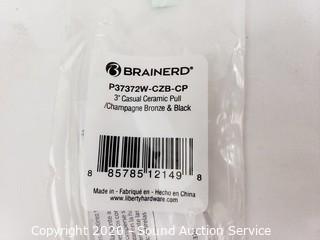 BRAINERD®
P37372W-CZB-CP
3" Casual Ceramic Pull
/Champagne Bronze & Black
8 85785 12149 8
Made in - Fabriqué en - Hecho en China
www.libertyhardware.com
Copyright 2020 - Sound Auction Service